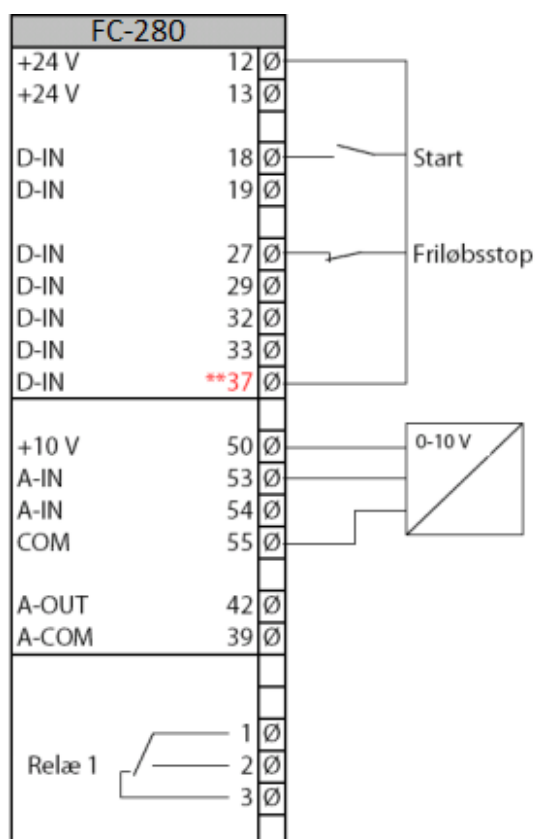 FC-280
+24 V 12 Ø
+24 V 13 Ø
D-IN 18 Ø Start
D-IN 19 Ø
D-IN 27 Ø Friløbsstop
D-IN 29 Ø
D-IN 32 Ø
D-IN 33 Ø
D-IN **37 Ø
+10 V 50 Ø 0-10 V
A-IN 53 Ø
A-IN 54 Ø
COM 55 Ø
A-OUT 42 Ø
A-COM 39 Ø
1 Ø
Relæ 1 2 Ø
3 Ø